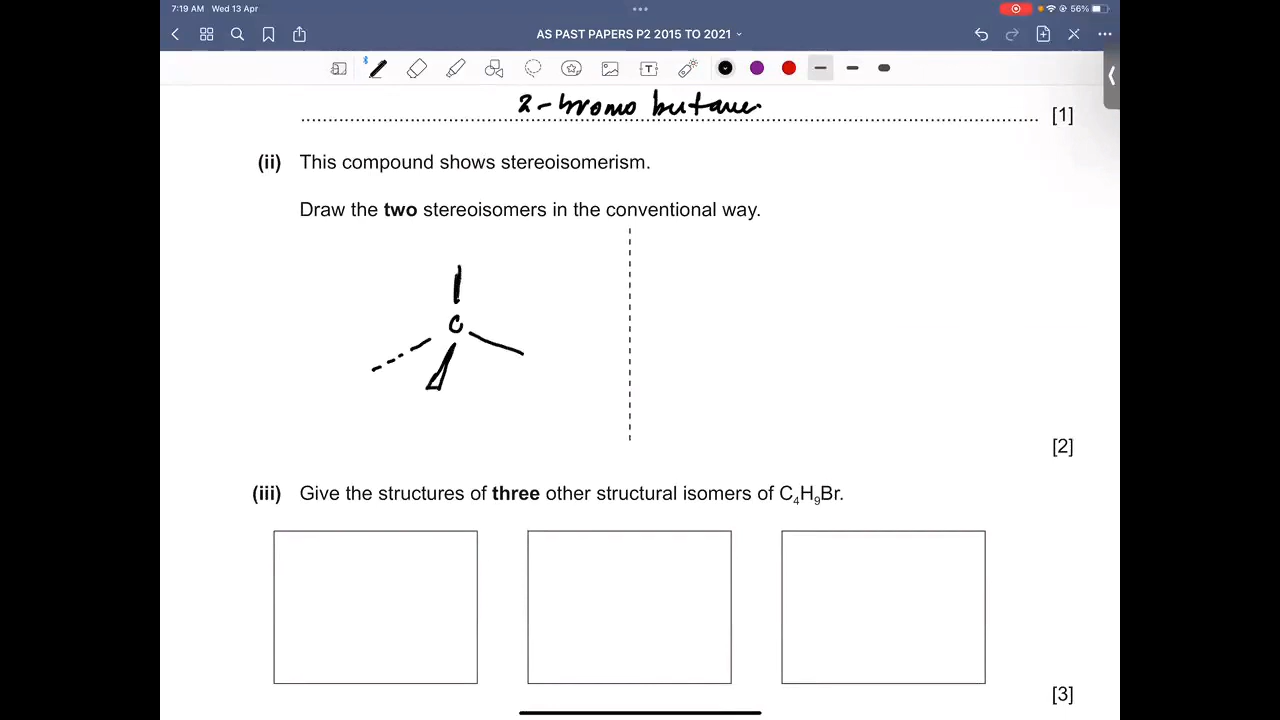 7:19 AM Wed 13 Apr
56%
AS PAST PAPERS P2 2015 TO 2021
T
2-bromo butane
[1]
(ii) This compound shows stereoisomerism.
Draw the two stereoisomers in the conventional way.
C
[2]
(iii) Give the structures of three other structural isomers of C₄H₉Br.
[3]